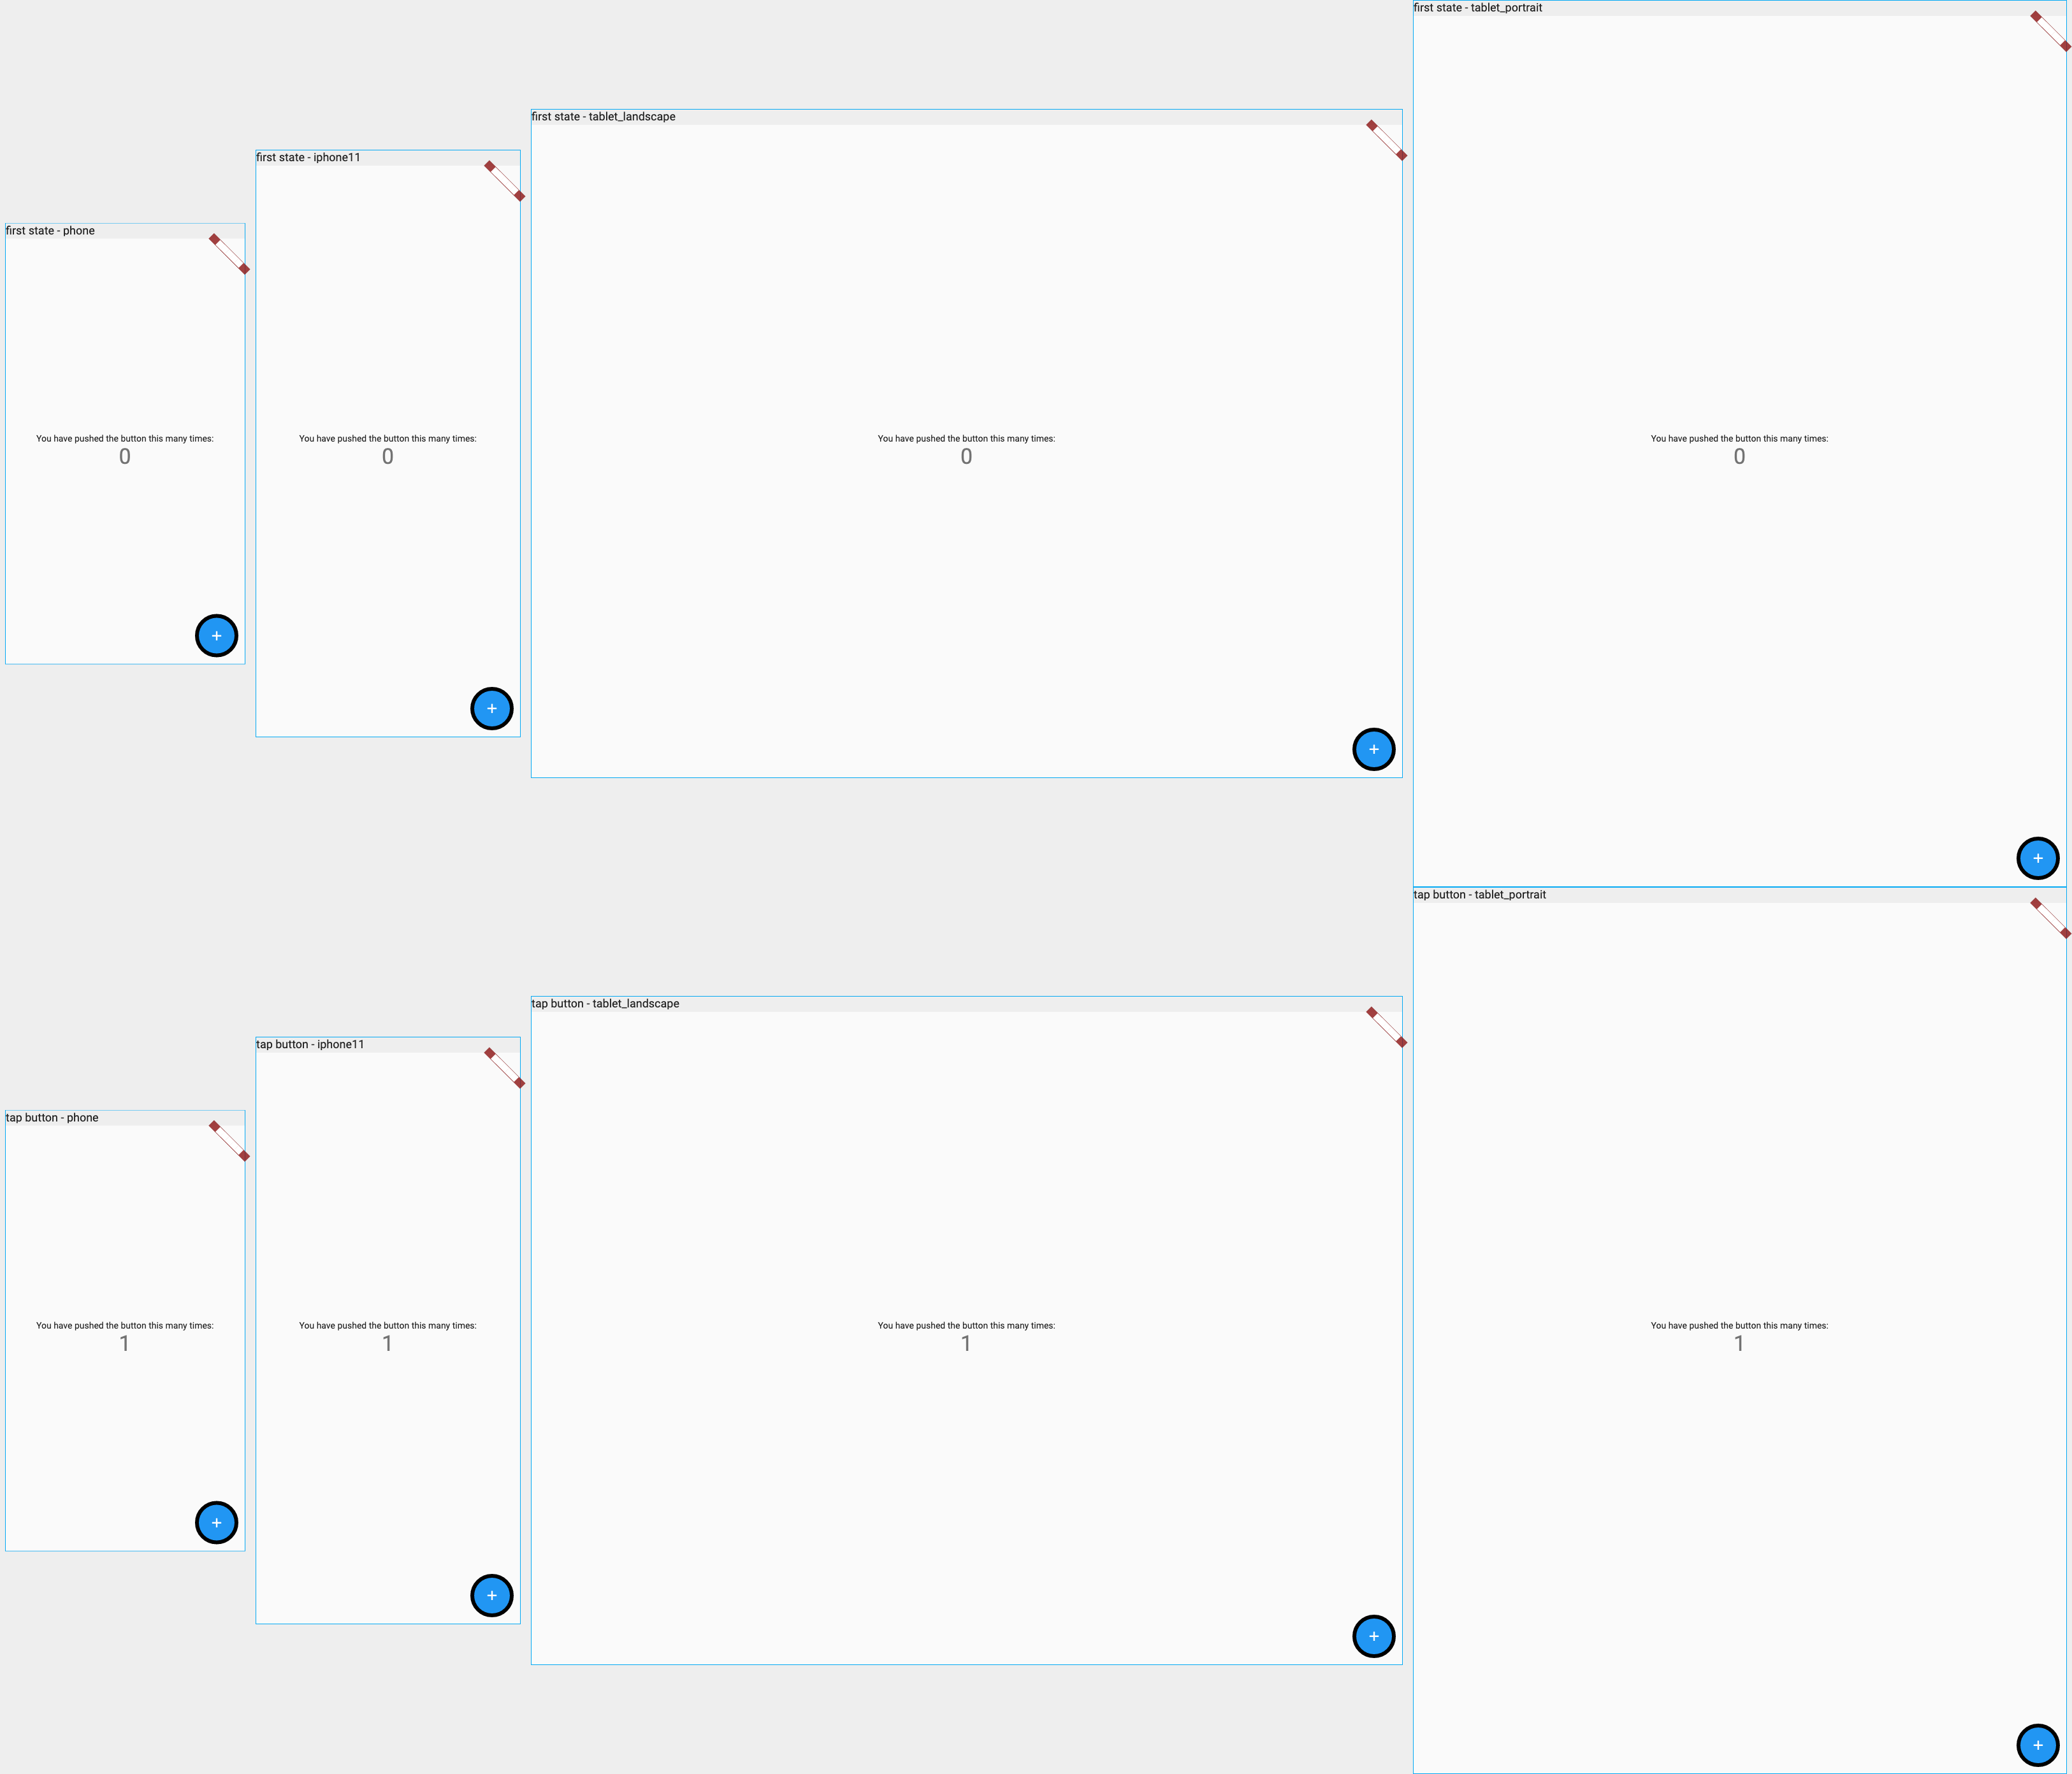 first state - phone
You have pushed the button this many times:
0
+
first state - iphone11
You have pushed the button this many times:
0
+
first state - tablet_landscape
You have pushed the button this many times:
0
+
first state - tablet_portrait
You have pushed the button this many times:
0
+
tap button - phone
You have pushed the button this many times:
1
+
tap button - iphone11
You have pushed the button this many times:
1
+
tap button - tablet_landscape
You have pushed the button this many times:
1
+
tap button - tablet_portrait
You have pushed the button this many times:
1
+